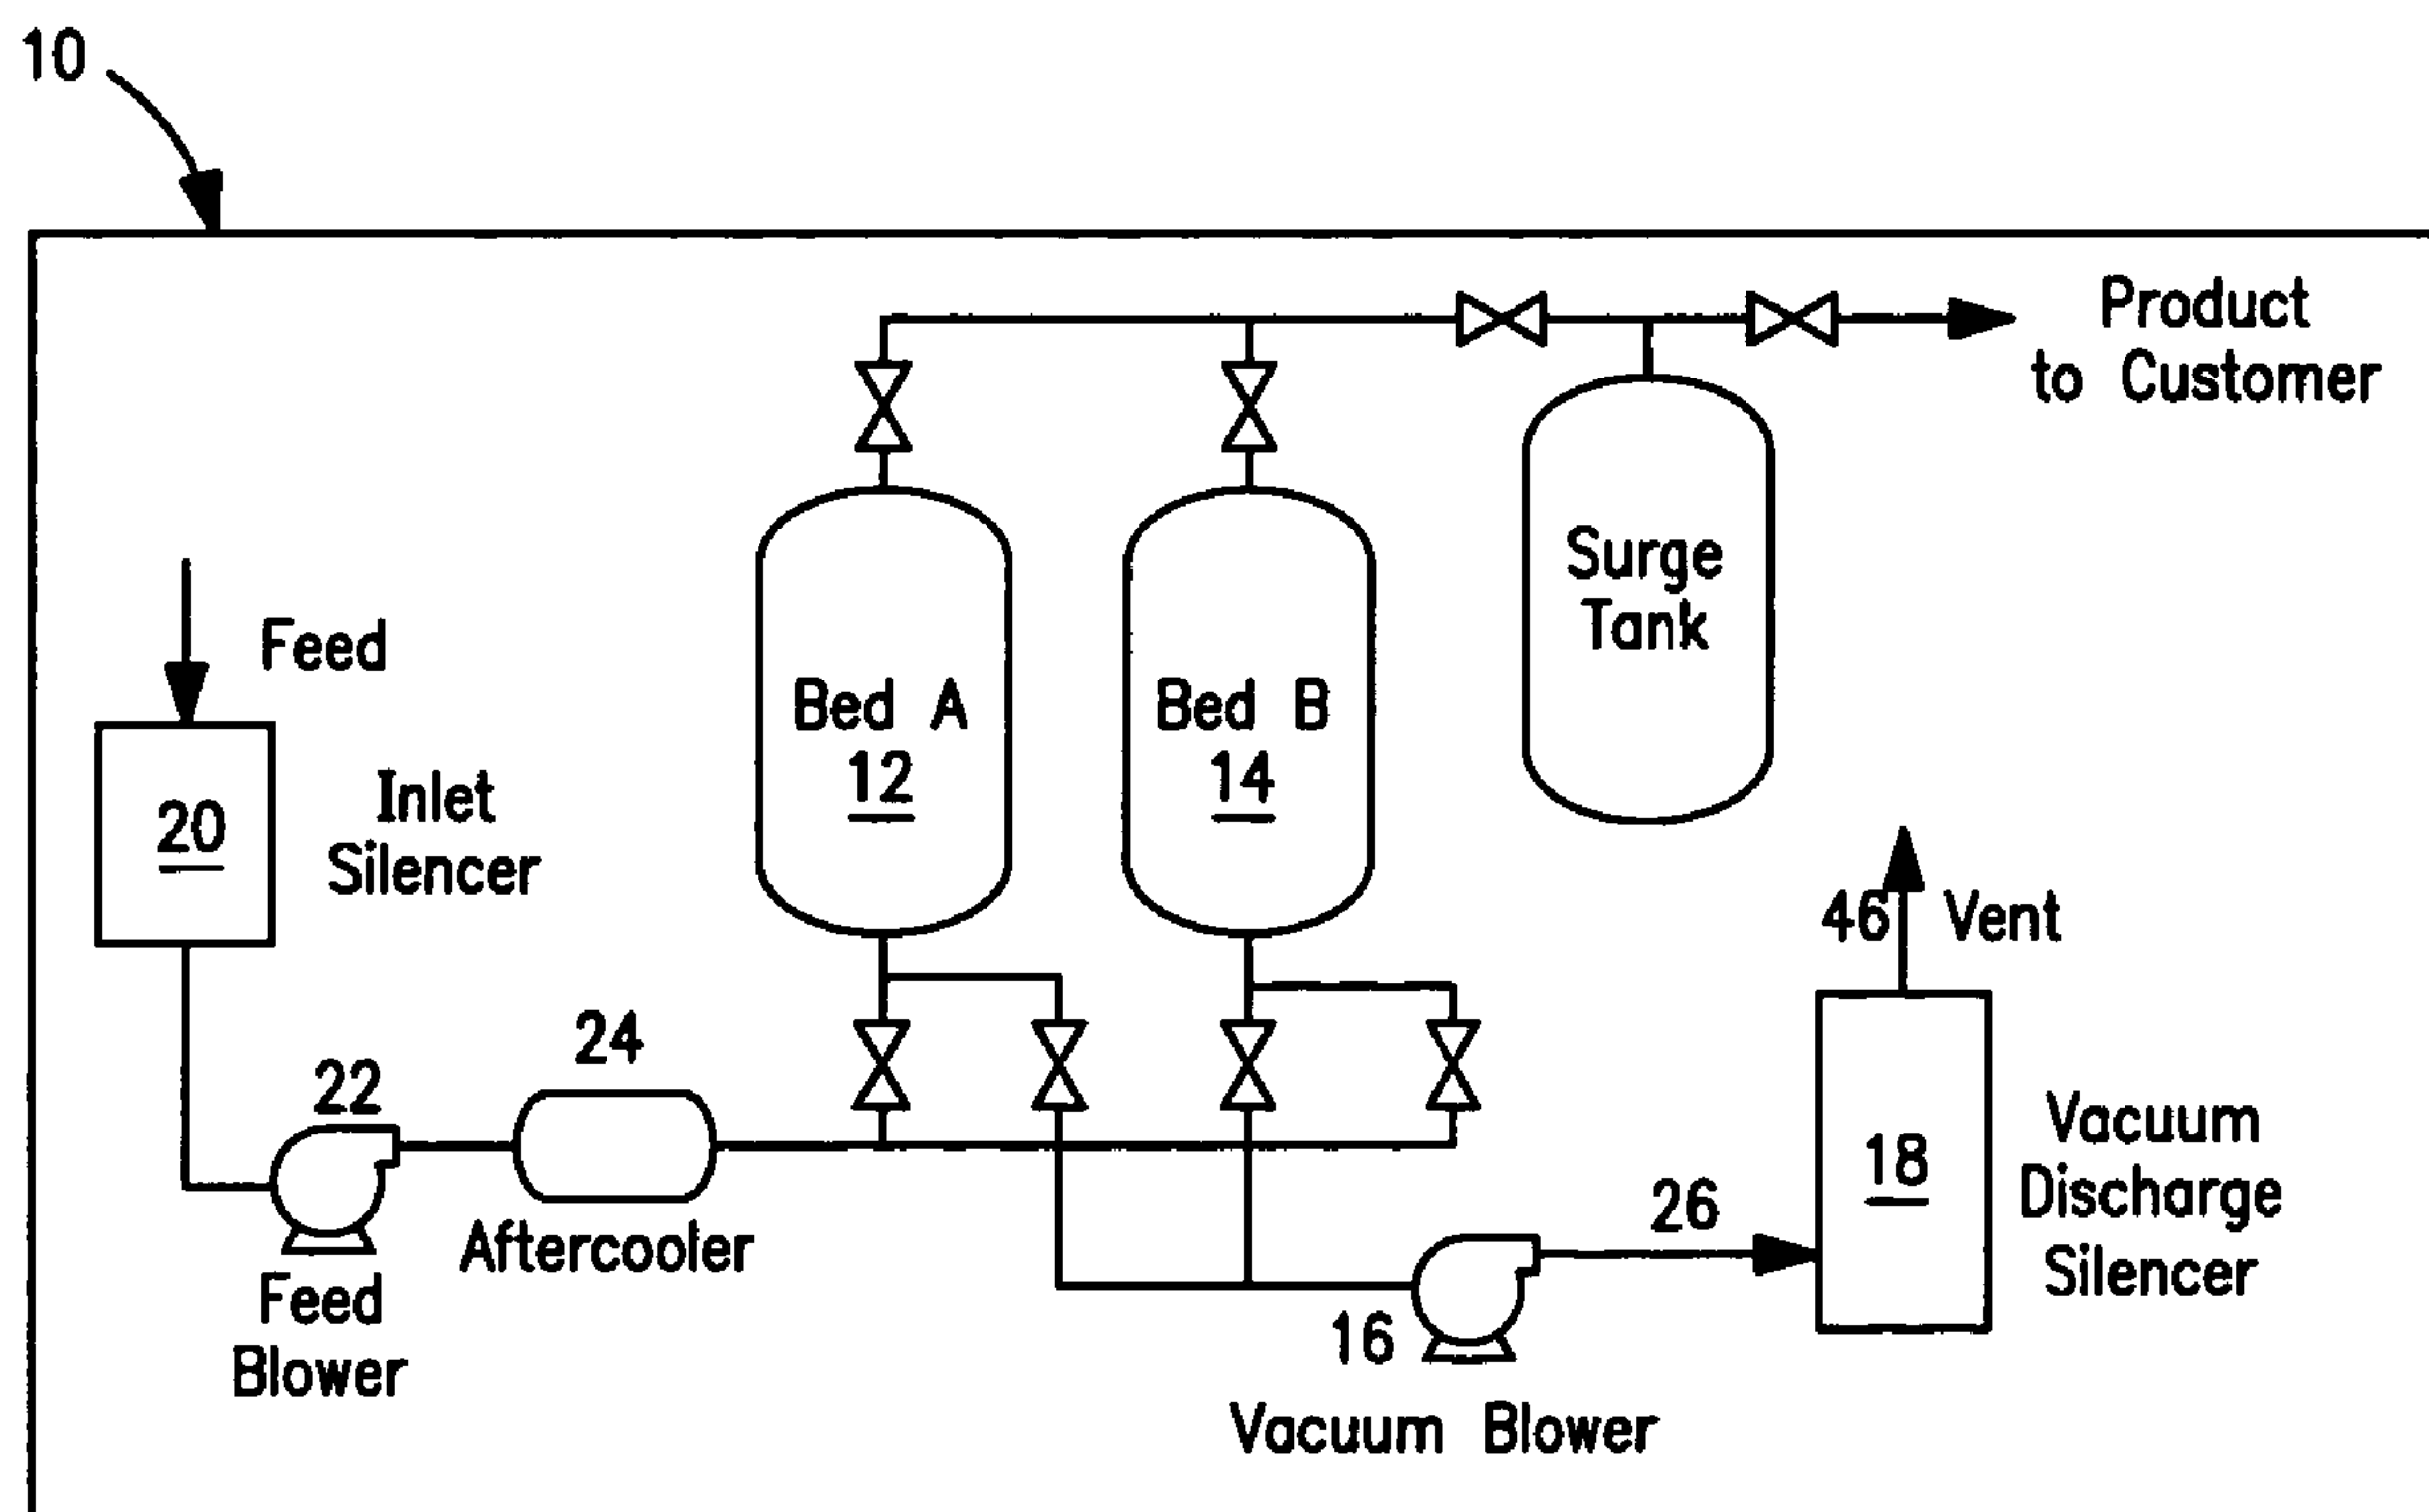 10
Product
to Customer
Surge
Tank
Feed
Bed A
12
Bed B
14
20
Inlet
Silencer
46 Vent
24
22
Aftercooler
Feed
Blower
26
18
Vacuum
Discharge
Silencer
16
Vacuum Blower